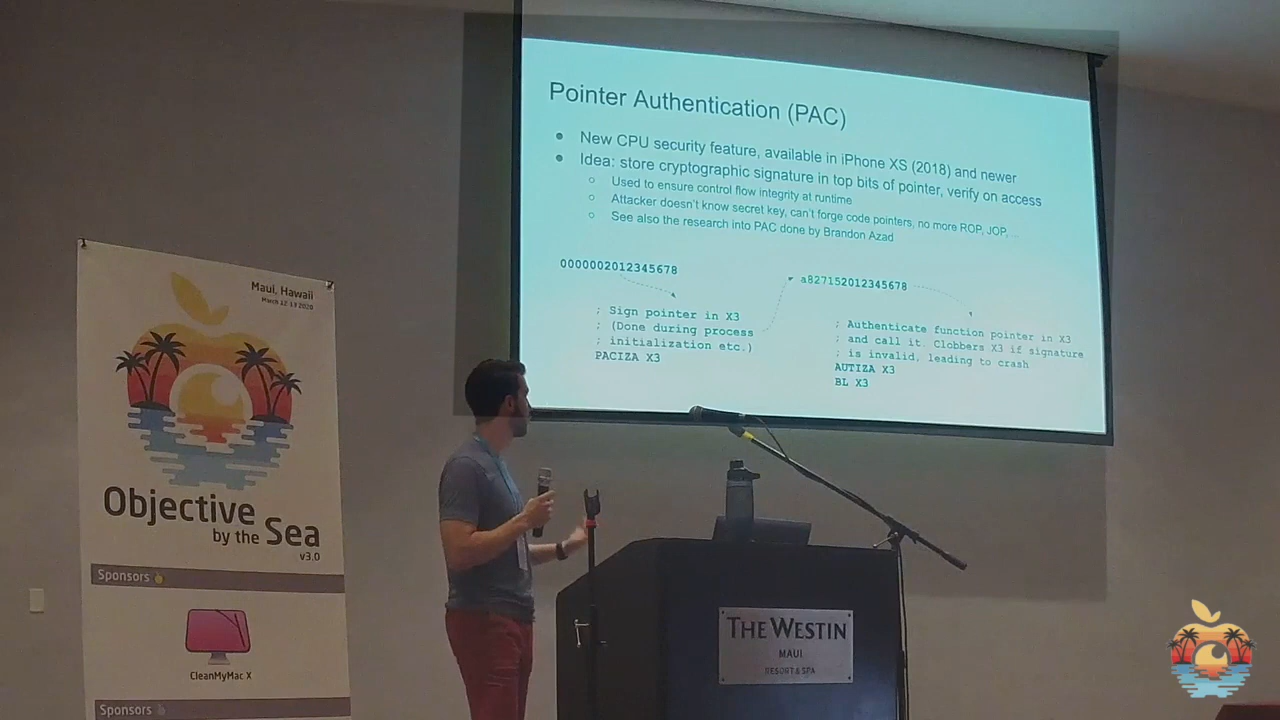 Pointer Authentication (PAC)
New CPU security feature, available in iPhone XS (2018) and newer
Idea: store cryptographic signature in top bits of pointer, verify on access
Used to ensure control flow integrity at runtime
Attacker doesn't know secret key, can't forge code pointers, no more ROP, JOP, ...
See also the research into PAC done by Brandon Azad
0000002012345678
; Sign pointer in X3
; (Done during process
; initialization etc.)
PACIZA X3
a827152012345678
; Authenticate function pointer in X3
; and call it. Clobbers X3 if signature
; is invalid, leading to crash
AUTIZA X3
BL X3
Maui, Hawaii
March 12-13 2020
Objective
by the Sea
v3.0
Sponsors
CleanMyMac X
Sponsors
THE WESTIN
MAUI
RESORT & SPA